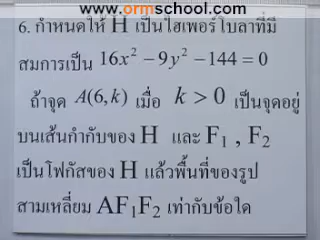 www.ormschool.com
6. กำหนดให้ H เป็นไฮเพอร์โบลาที่มี
สมการเป็น 16x² − 9y² − 144 = 0
ถ้าจุด A(6, k) เมื่อ k > 0 เป็นจุดอยู่
บนเส้นกำกับของ H และ F₁ , F₂
เป็นโฟกัสของ H แล้วพื้นที่ของรูป
สามเหลี่ยม AF₁F₂ เท่ากับข้อใด